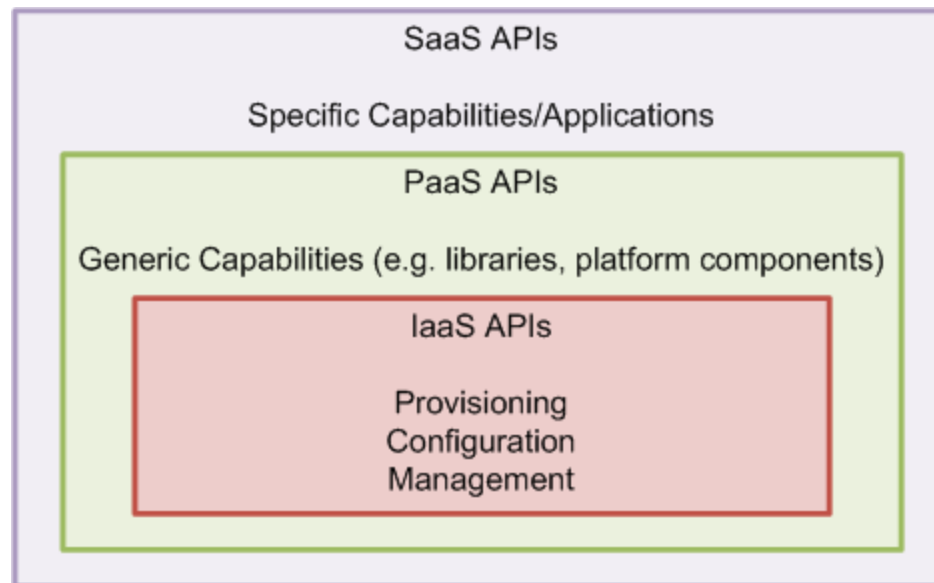 SaaS APIs
Specific Capabilities/Applications
PaaS APIs
Generic Capabilities (e.g. libraries, platform components)
IaaS APIs
Provisioning
Configuration
Management